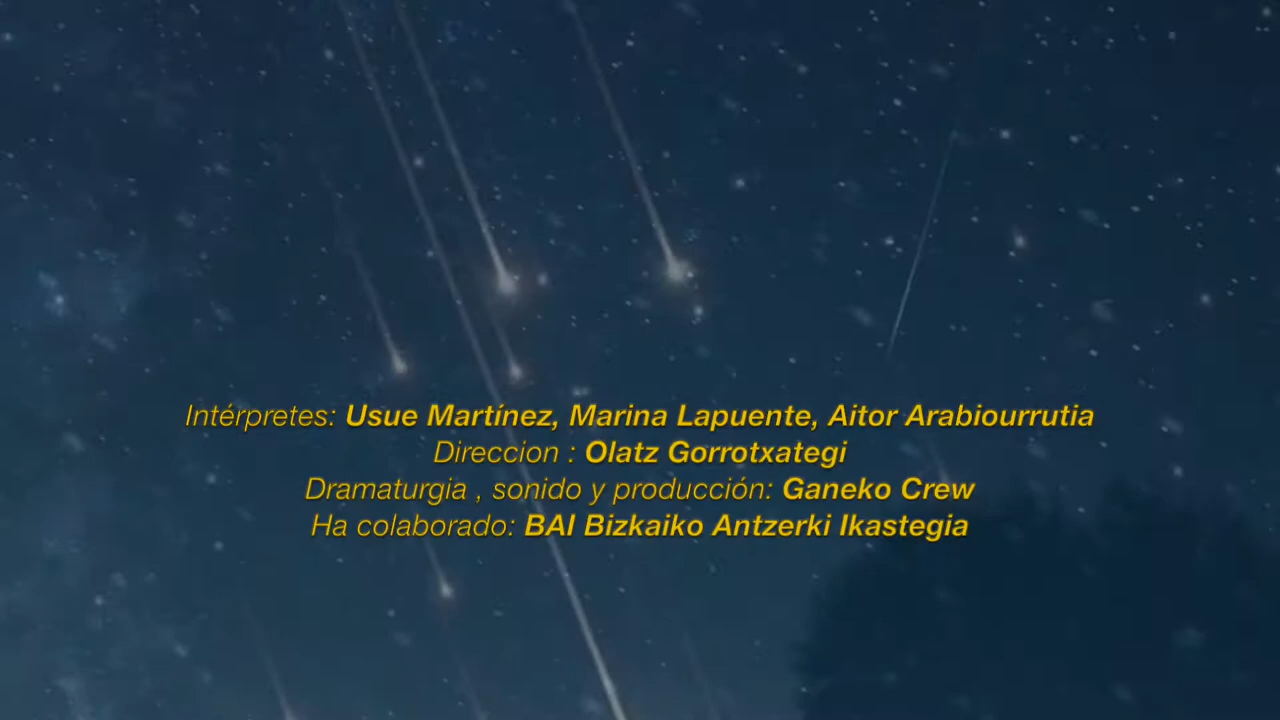 Intérpretes: Usue Martínez, Marina Lapuente, Aitor Arabiourrutia
Direccion : Olatz Gorrotxategi
Dramaturgia , sonido y producción: Ganeko Crew
Ha colaborado: BAI Bizkaiko Antzerki Ikastegia